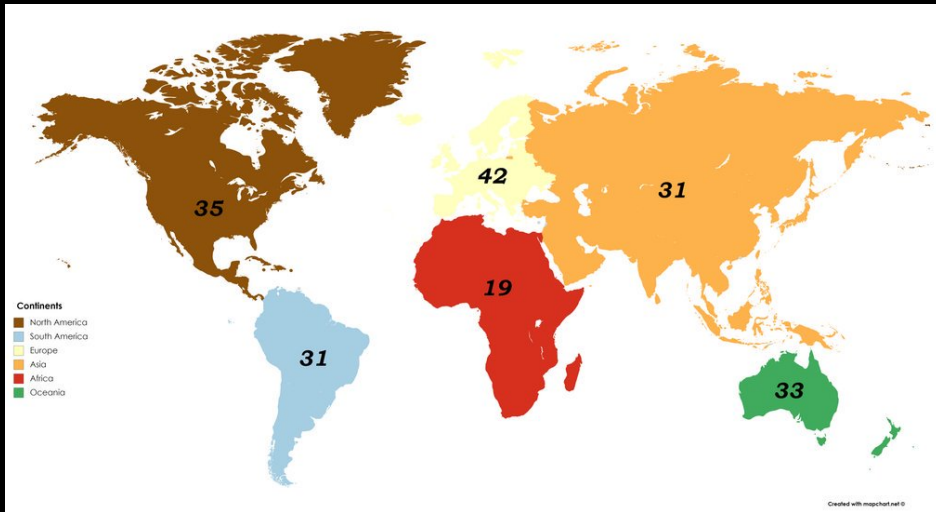 42
31
35
19
31
33
Continents
North America
South America
Europe
Asia
Africa
Oceania
Created with mapchart.net ©